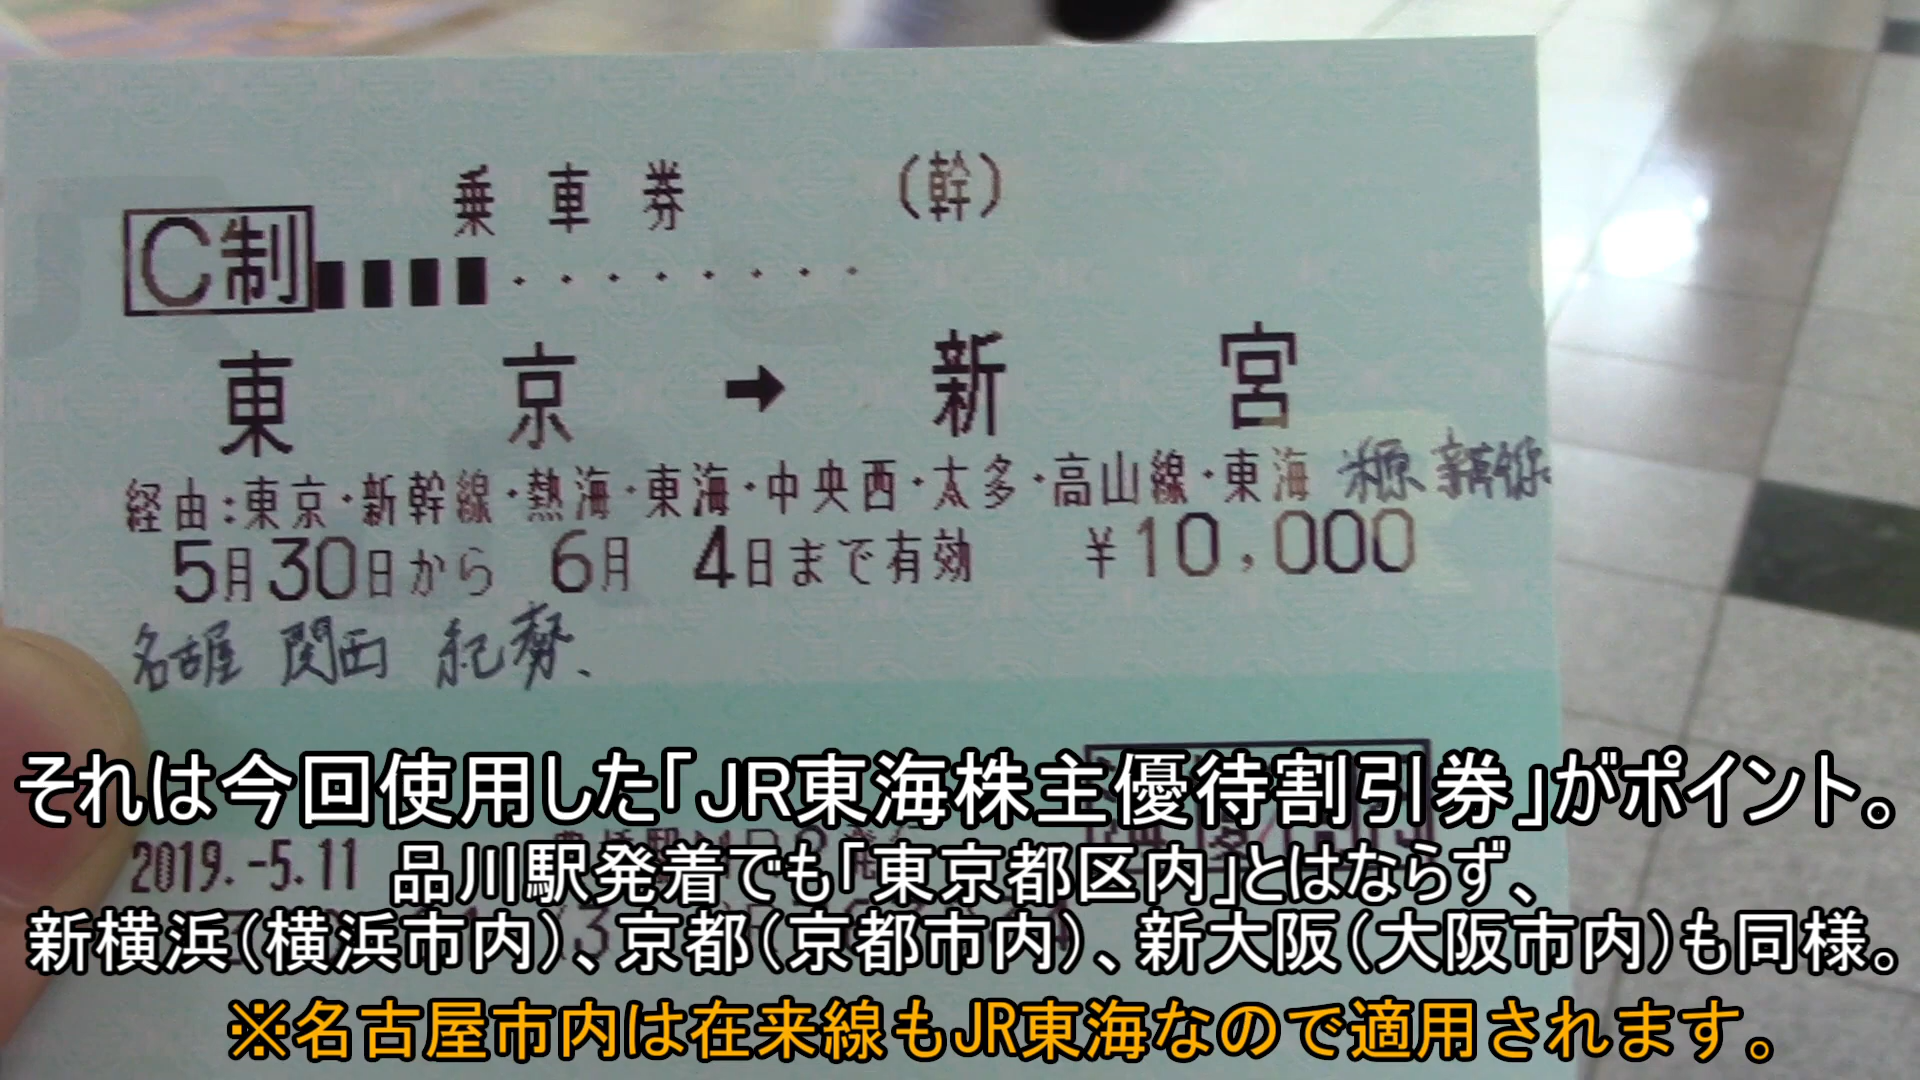 乗車券 (幹)
C制
東京 → 新宮
経由:東京・新幹線・熱海・東海・中央西・太多・高山線・東海 米原 新幹線
5月30日から 6月 4日まで有効 ¥10,000
名古屋 関西 紀勢、
それは今回使用した「JR東海株主優待割引券」がポイント。
2019.-5.11
品川駅発着でも「東京都区内」とはならず、
新横浜(横浜市内)、京都(京都市内)、新大阪(大阪市内)も同様。
※名古屋市内は在来線もJR東海なので適用されます。